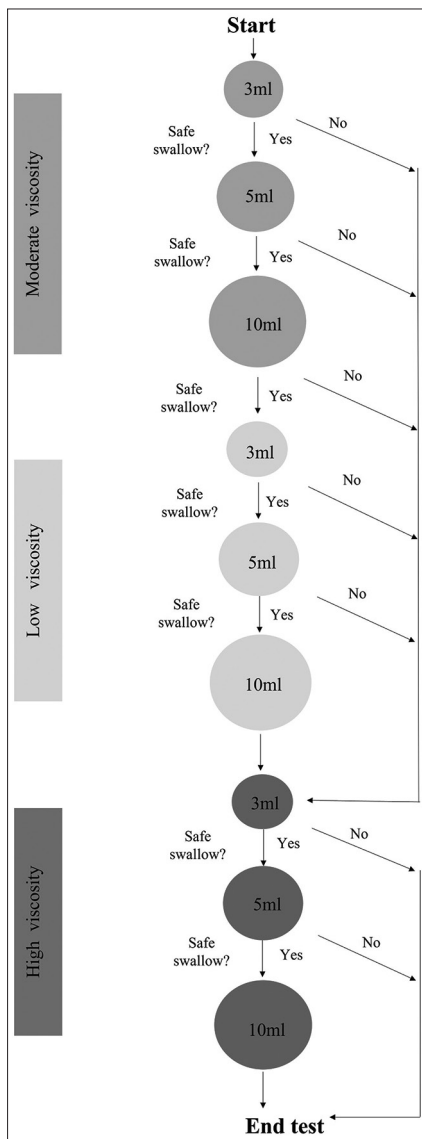 Start
Moderate viscosity
3ml
Safe
swallow?
Yes
No
5ml
Safe
swallow?
Yes
No
10ml
Safe
swallow?
Yes
No
Low viscosity
3ml
Safe
swallow?
Yes
No
5ml
Safe
swallow?
Yes
No
10ml
High viscosity
3ml
Safe
swallow?
Yes
No
5ml
Safe
swallow?
Yes
No
10ml
End test